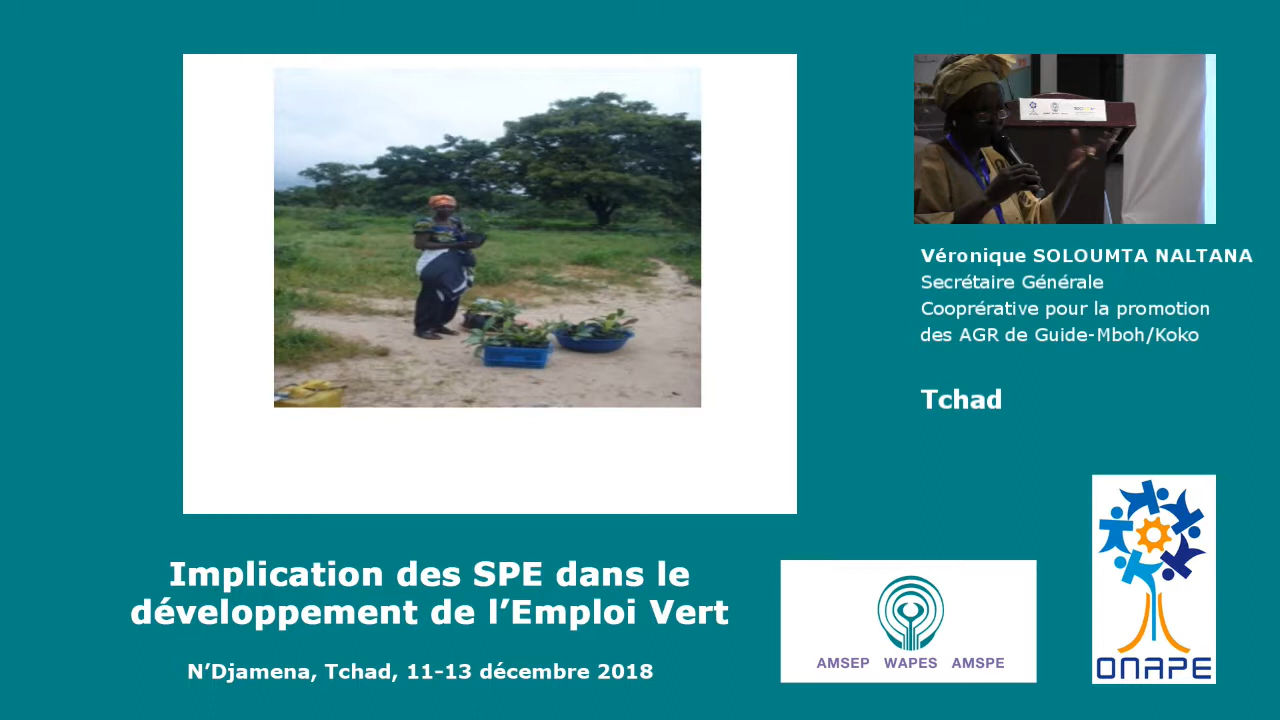 Véronique SOLOUMTA NALTANA
Secrétaire Générale
Cooprérative pour la promotion
des AGR de Guide-Mboh/Koko
Tchad
Implication des SPE dans le
développement de l’Emploi Vert
N’Djamena, Tchad, 11-13 décembre 2018
AMSEP WAPES AMSPE
ONAPE